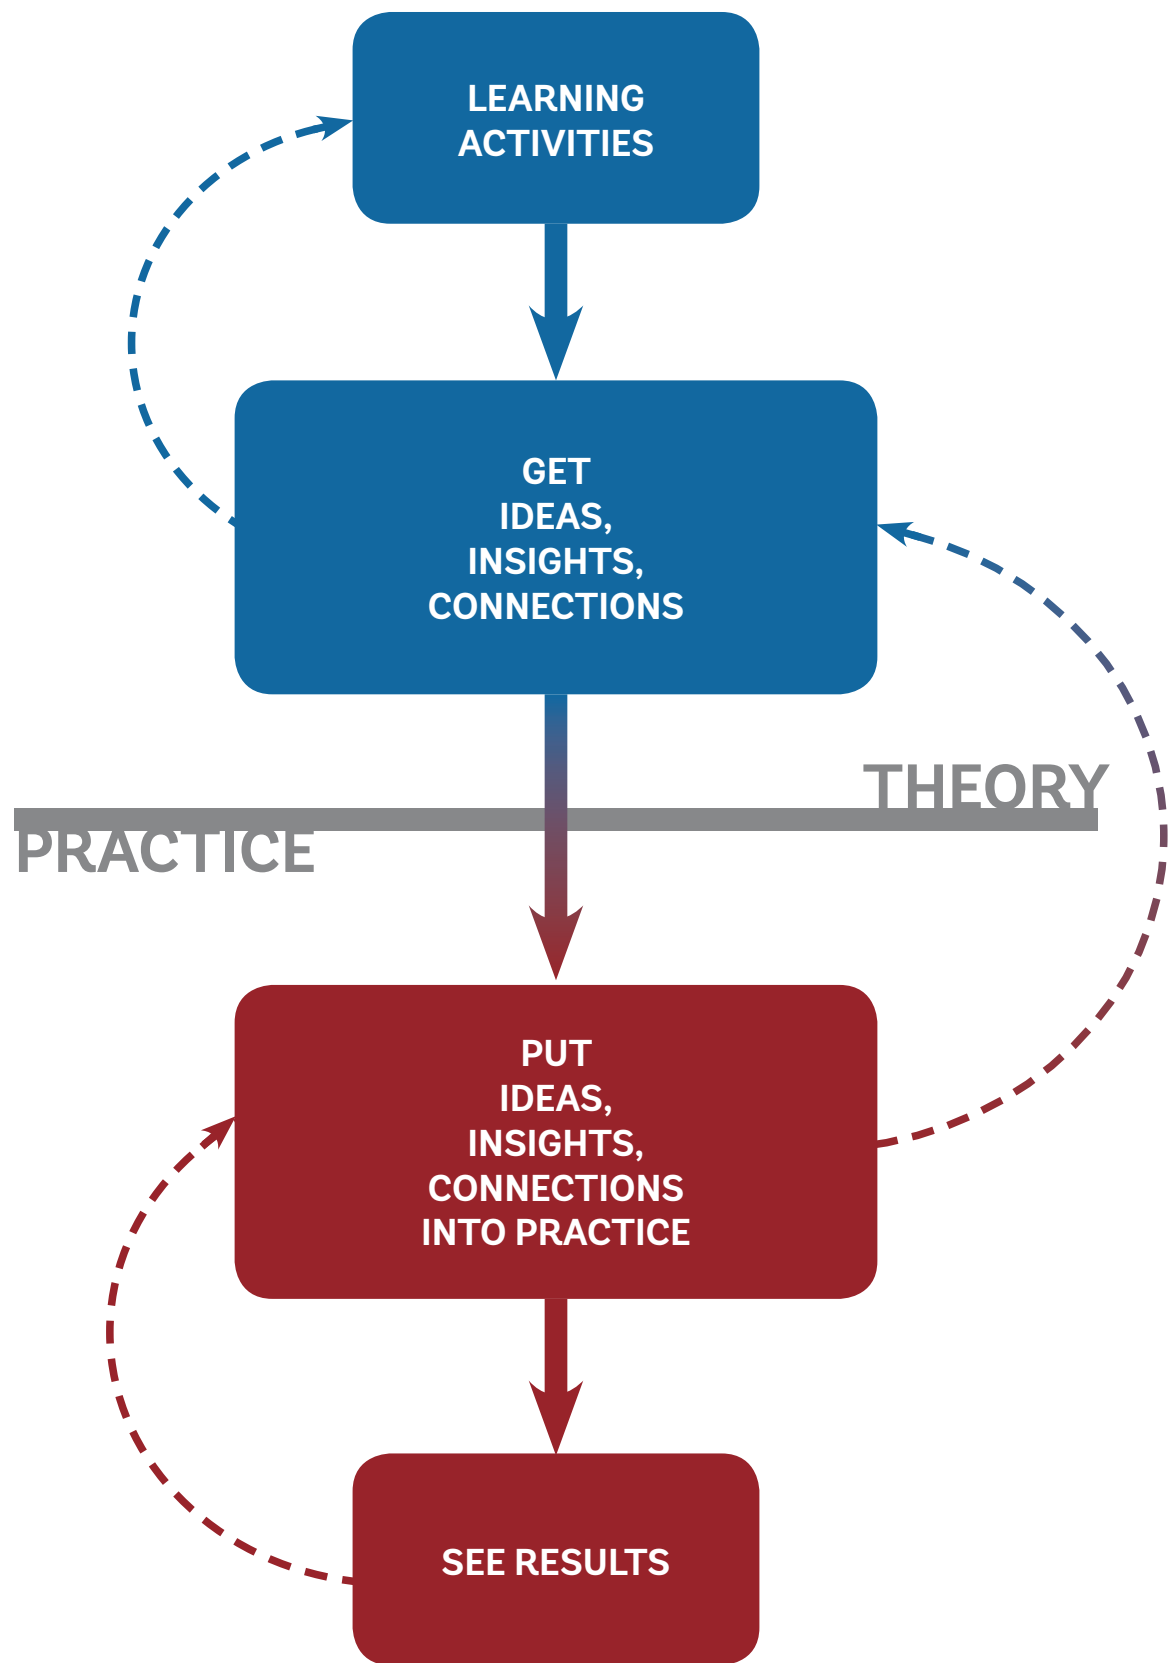 LEARNING
ACTIVITIES
GET
IDEAS,
INSIGHTS,
CONNECTIONS
THEORY
PRACTICE
PUT
IDEAS,
INSIGHTS,
CONNECTIONS
INTO PRACTICE
SEE RESULTS